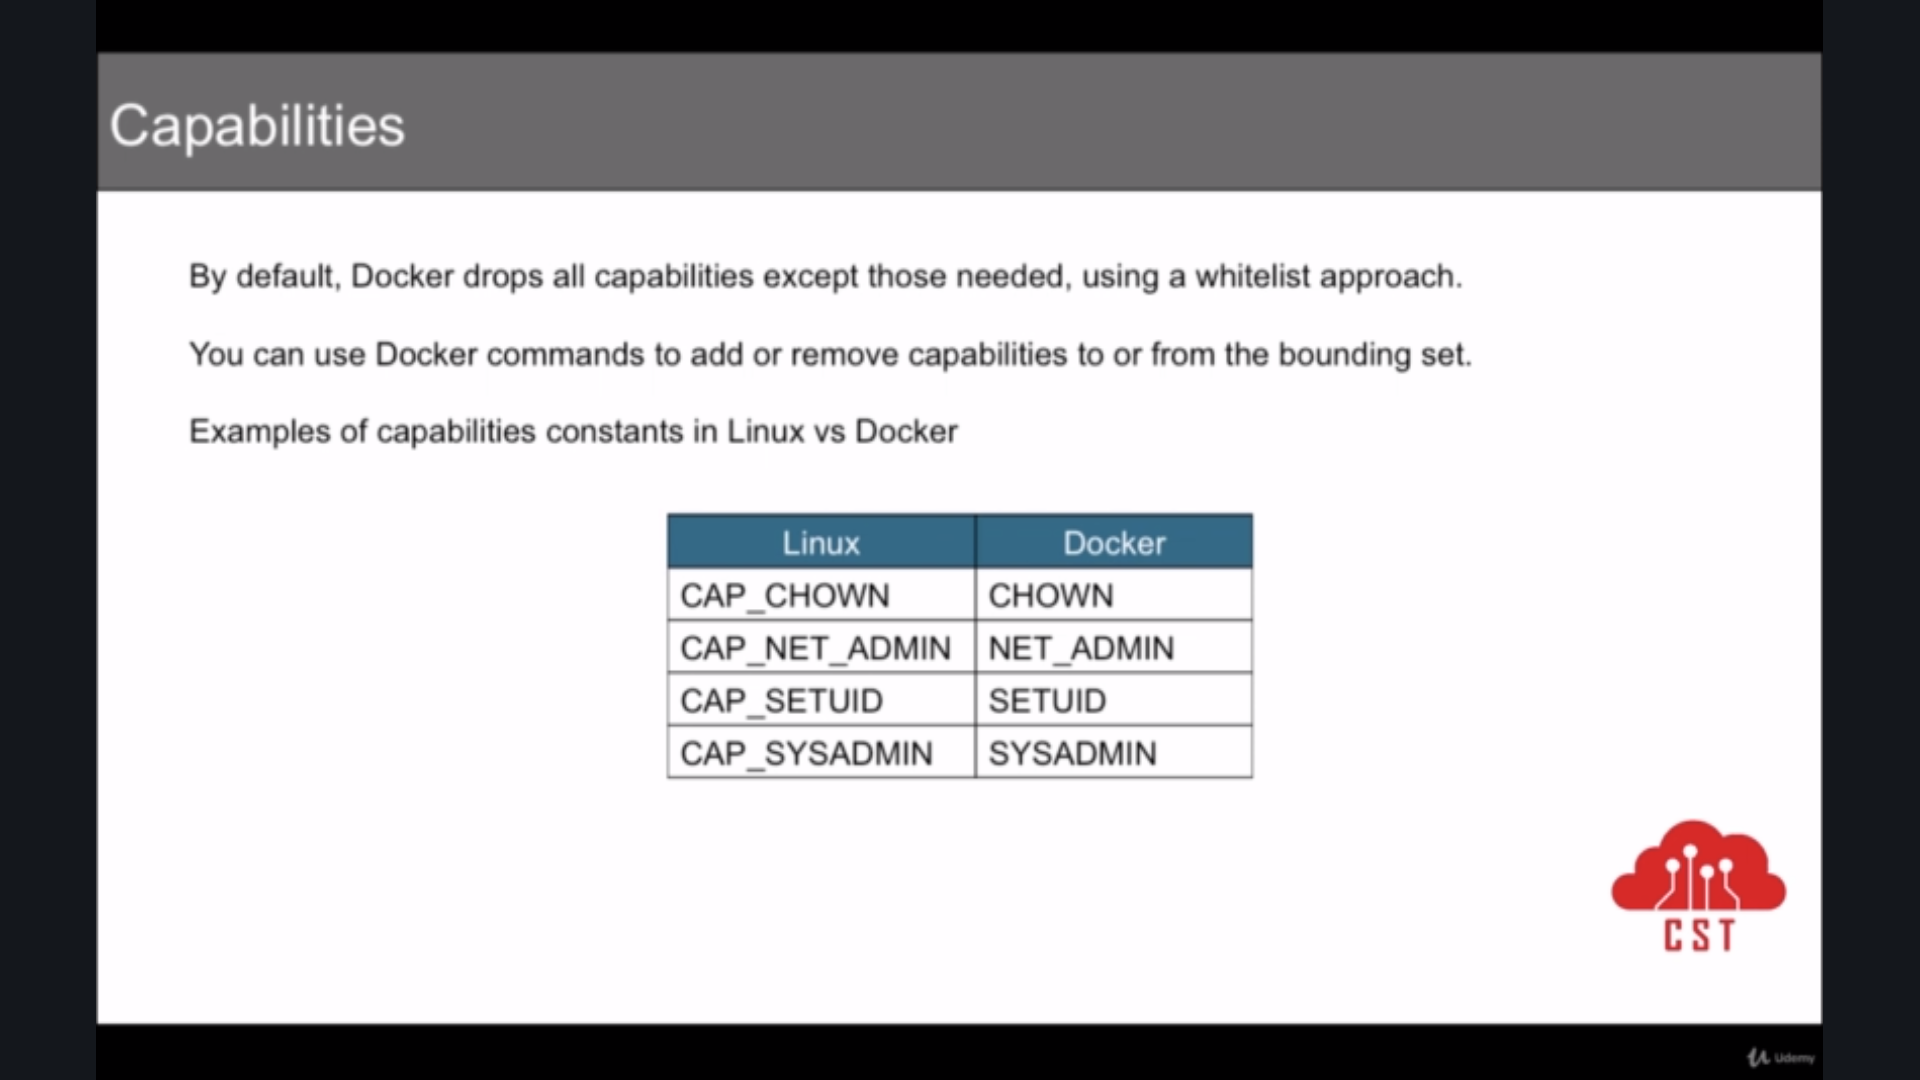 Capabilities
By default, Docker drops all capabilities except those needed, using a whitelist approach.
You can use Docker commands to add or remove capabilities to or from the bounding set.
Examples of capabilities constants in Linux vs Docker
Linux Docker
CAP_CHOWN CHOWN
CAP_NET_ADMIN NET_ADMIN
CAP_SETUID SETUID
CAP_SYSADMIN SYSADMIN
CST
Udemy